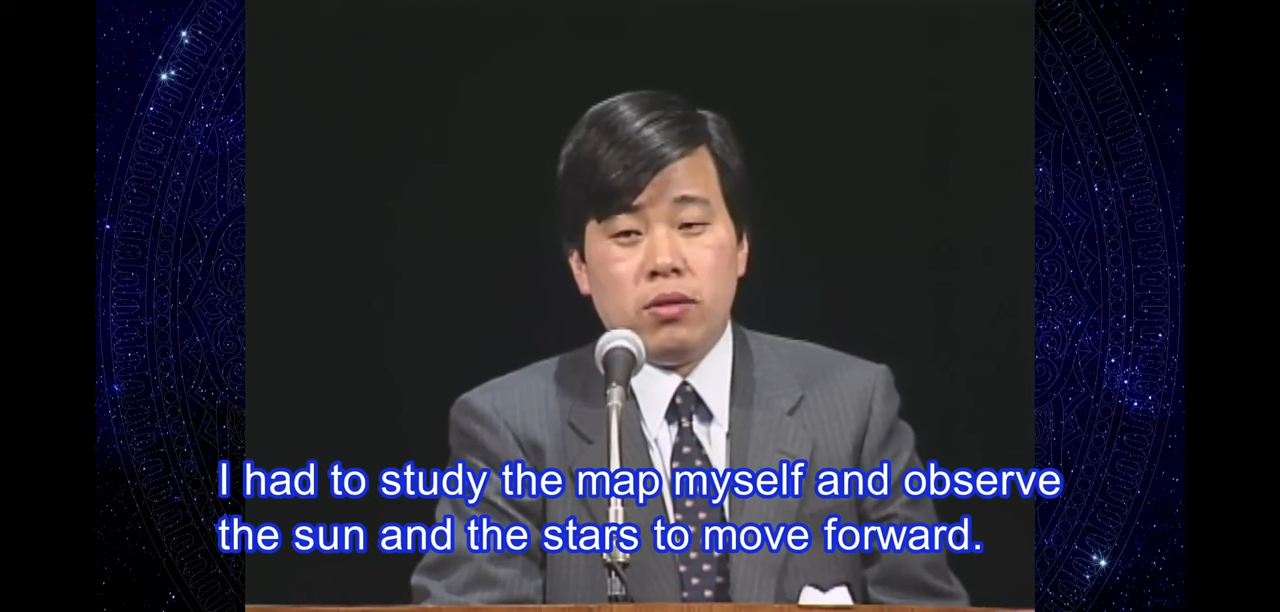 I had to study the map myself and observe
the sun and the stars to move forward.